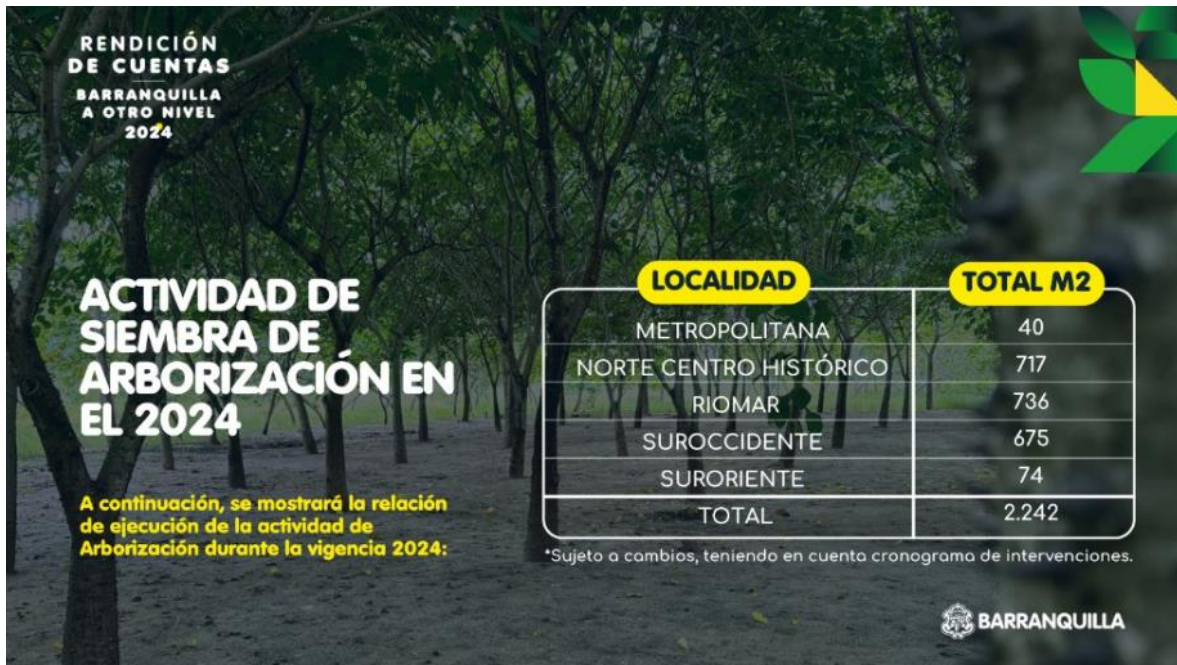 RENDICIÓN
DE CUENTAS
BARRANQUILLA
A OTRO NIVEL
2024
ACTIVIDAD DE
SIEMBRA DE
ARBORIZACIÓN EN
EL 2024
A continuación, se mostrará la relación
de ejecución de la actividad de
Arborización durante la vigencia 2024:
LOCALIDAD TOTAL M2
METROPOLITANA 40
NORTE CENTRO HISTÓRICO 717
RIOMAR 736
SUROCCIDENTE 675
SURORIENTE 74
TOTAL 2.242
*Sujeto a cambios, teniendo en cuenta cronograma de intervenciones.
BARRANQUILLA